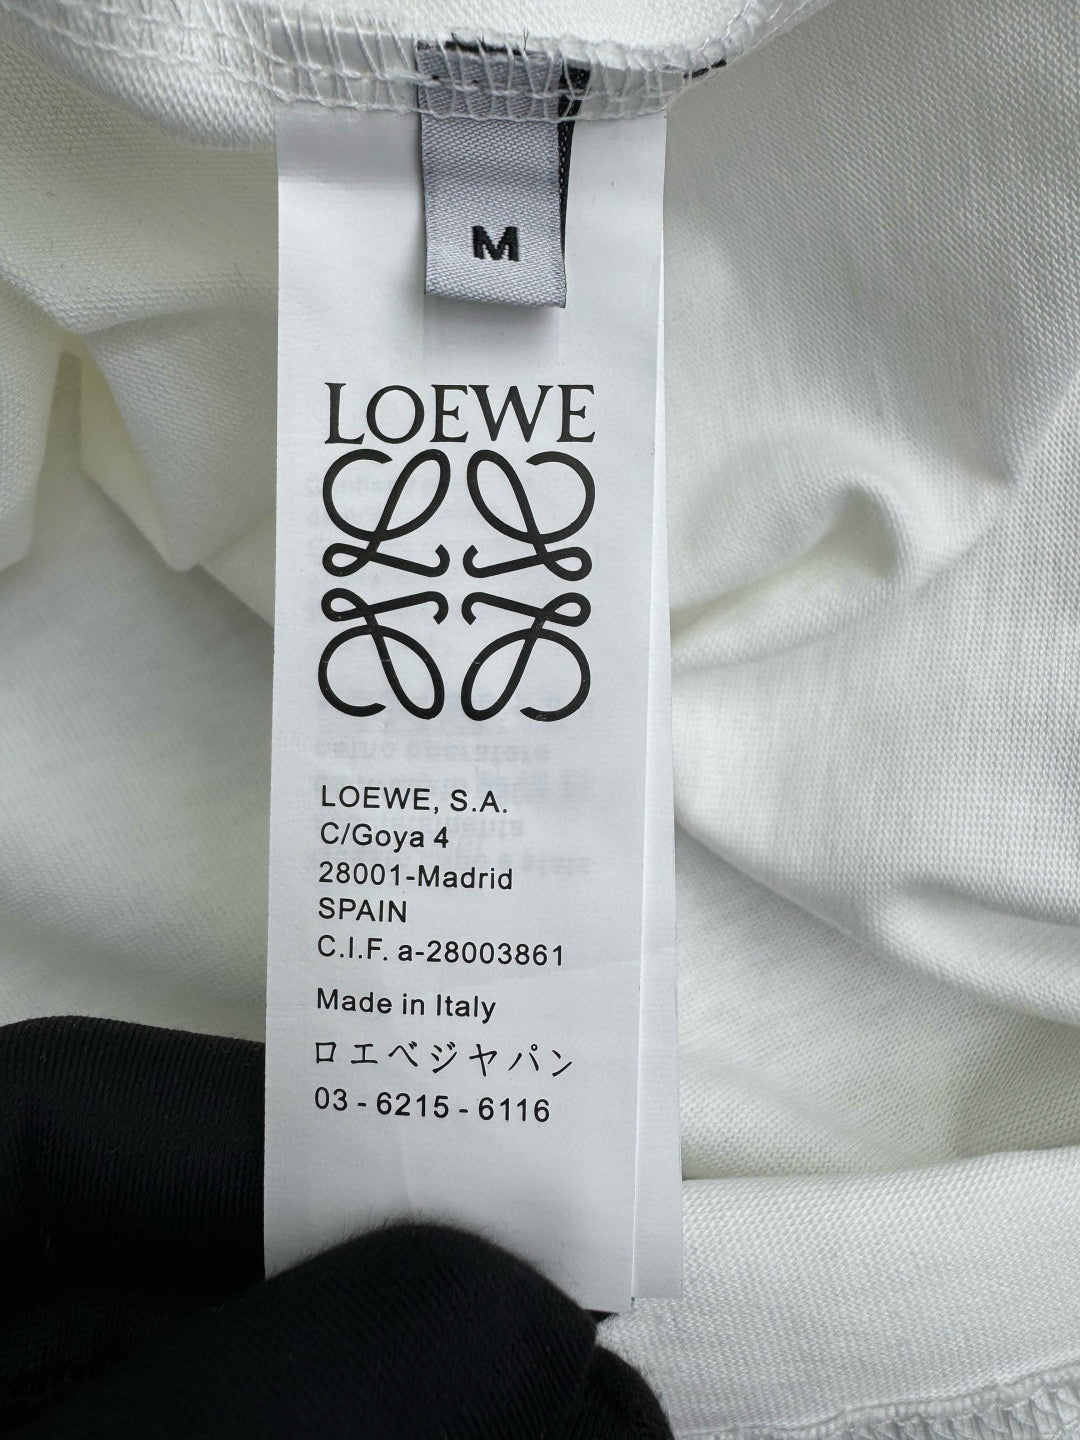 M
LOEWE
LOEWE, S.A.
C/Goya 4
28001-Madrid
SPAIN
C.I.F. a-28003861
Made in Italy
ロエベジャパン
03 - 6215 - 6116